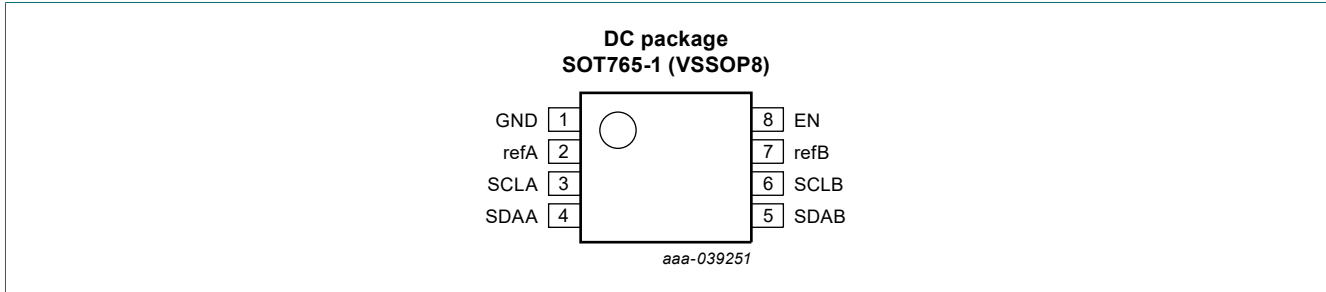 DC package
SOT765-1 (VSSOP8)
GND 1 8 EN
refA 2 7 refB
SCLA 3 6 SCLB
SDAA 4 5 SDAB
aaa-039251